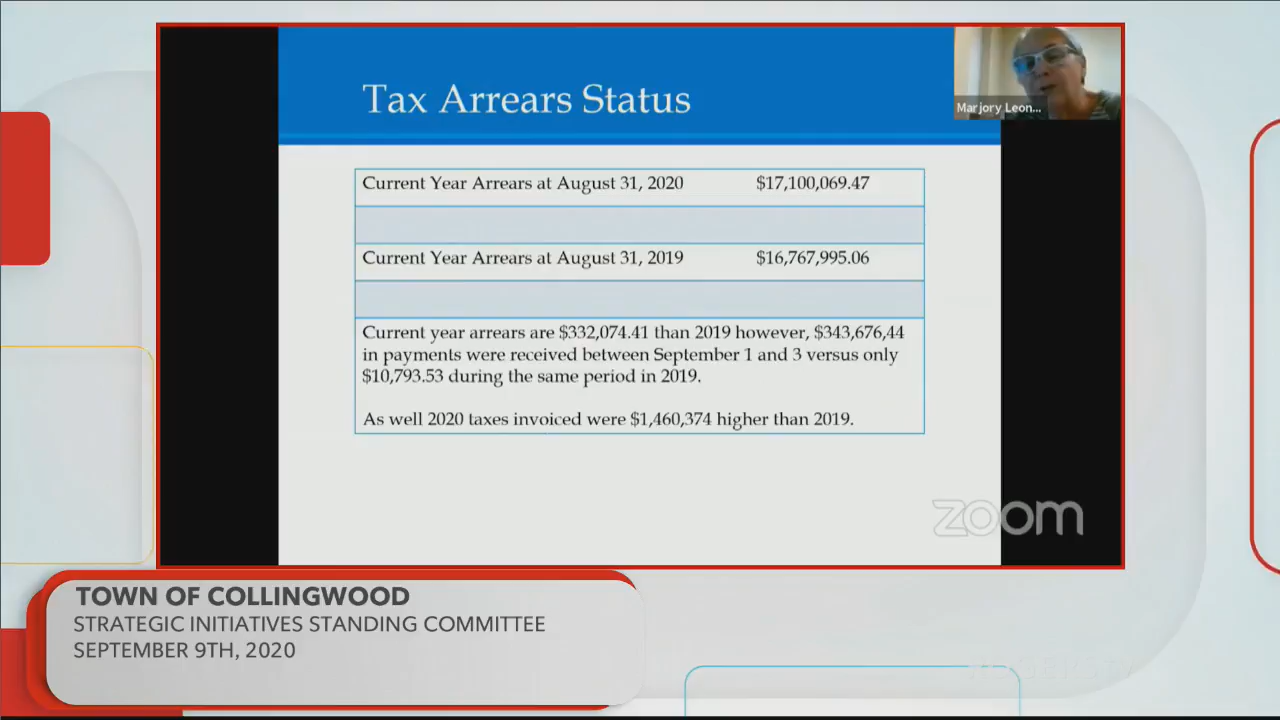 Tax Arrears Status
Marjory Leon...
Current Year Arrears at August 31, 2020 $17,100,069.47
Current Year Arrears at August 31, 2019 $16,767,995.06
Current year arrears are $332,074.41 than 2019 however, $343,676,44
in payments were received between September 1 and 3 versus only
$10,793.53 during the same period in 2019.
As well 2020 taxes invoiced were $1,460,374 higher than 2019.
zoom
TOWN OF COLLINGWOOD
STRATEGIC INITIATIVES STANDING COMMITTEE
SEPTEMBER 9TH, 2020